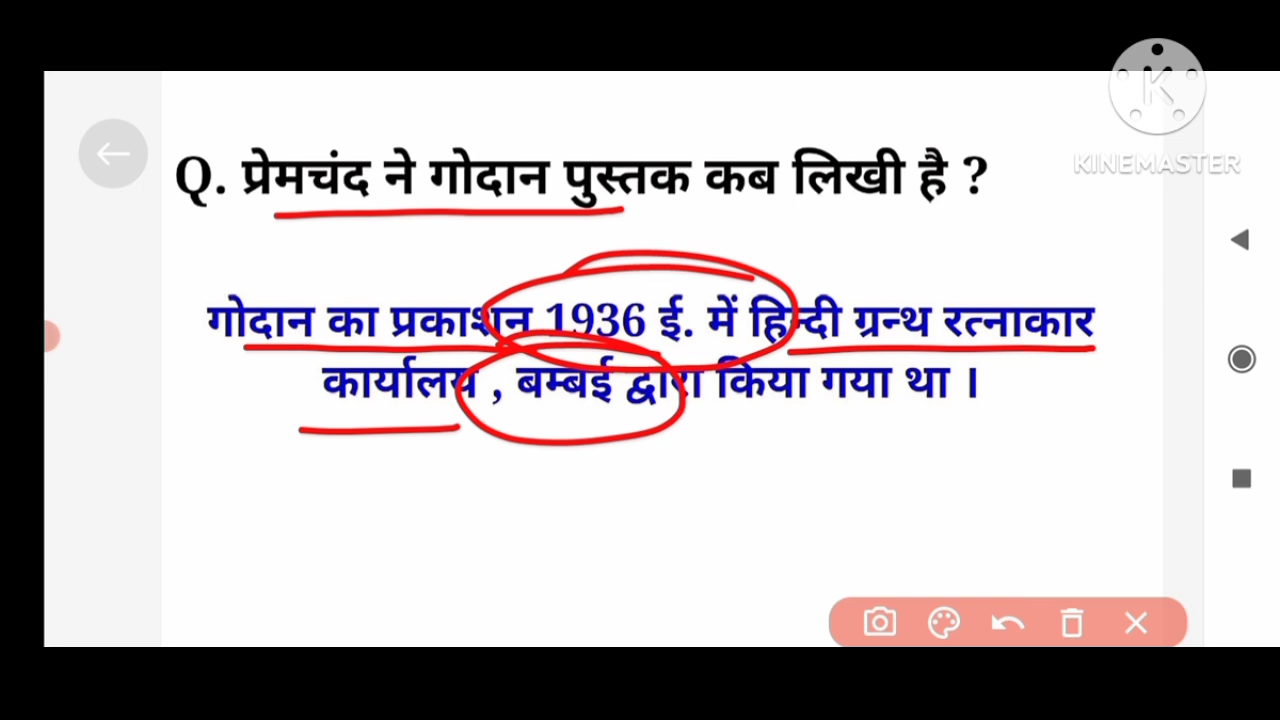 Q. प्रेमचंद ने गोदान पुस्तक कब लिखी है ?
K
KINEMASTER
गोदान का प्रकाशन 1936 ई. में हिन्दी ग्रन्थ रत्नाकार
कार्यालय , बम्बई द्वारा किया गया था ।